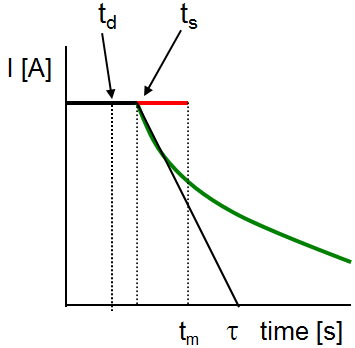 t_d t_s
I [A]
t_m τ time [s]